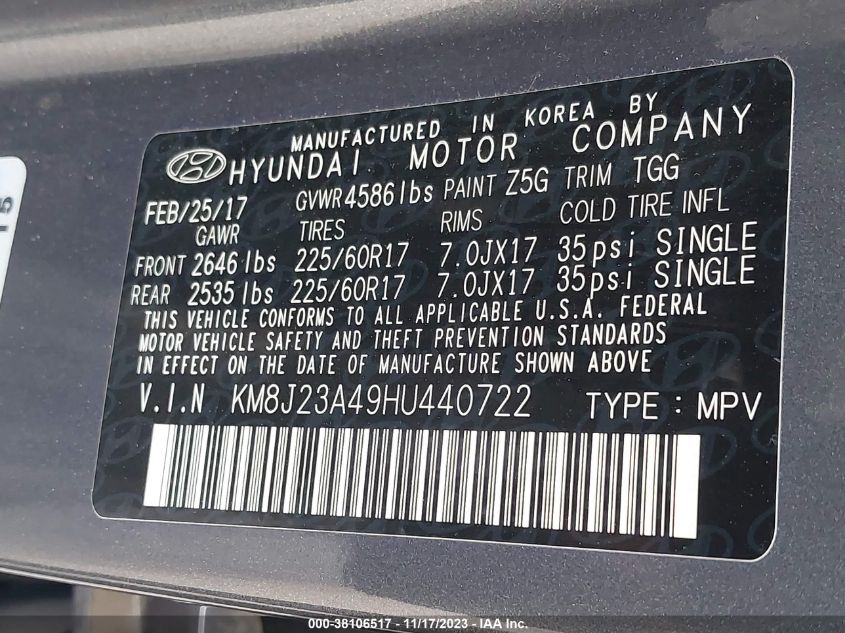 MANUFACTURED IN KOREA BY
HYUNDAI MOTOR COMPANY
FEB/25/17 GVWR 4586 lbs PAINT Z5G TRIM TGG
GAWR TIRES RIMS COLD TIRE INFL
FRONT 2646 lbs 225/60R17 7.0JX17 35psi SINGLE
REAR 2535 lbs 225/60R17 7.0JX17 35psi SINGLE
THIS VEHICLE CONFORMS TO ALL APPLICABLE U.S.A. FEDERAL
MOTOR VEHICLE SAFETY AND THEFT PREVENTION STANDARDS
IN EFFECT ON THE DATE OF MANUFACTURE SHOWN ABOVE
V.I.N KM8J23A49HU440722 TYPE : MPV
000-38106517 - 11/17/2023 - IAA Inc.